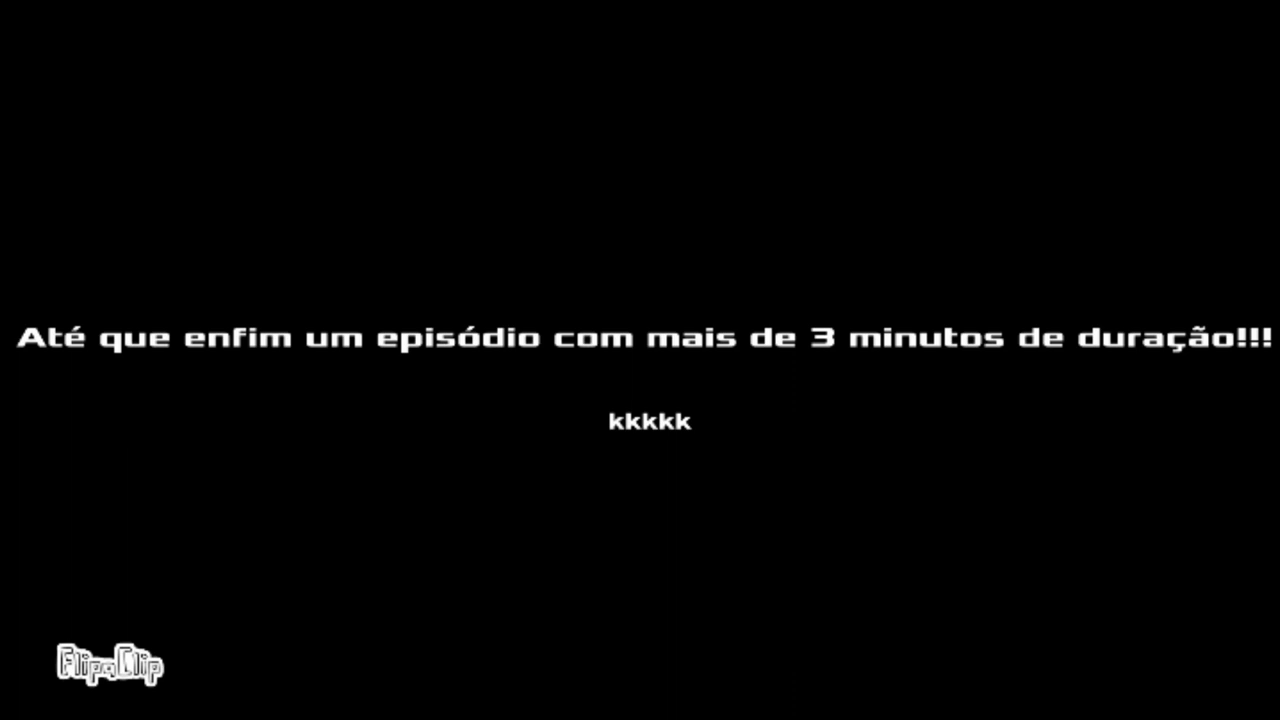 Até que enfim um episódio com mais de 3 minutos de duração!!!
kkkkk
FlipaClip